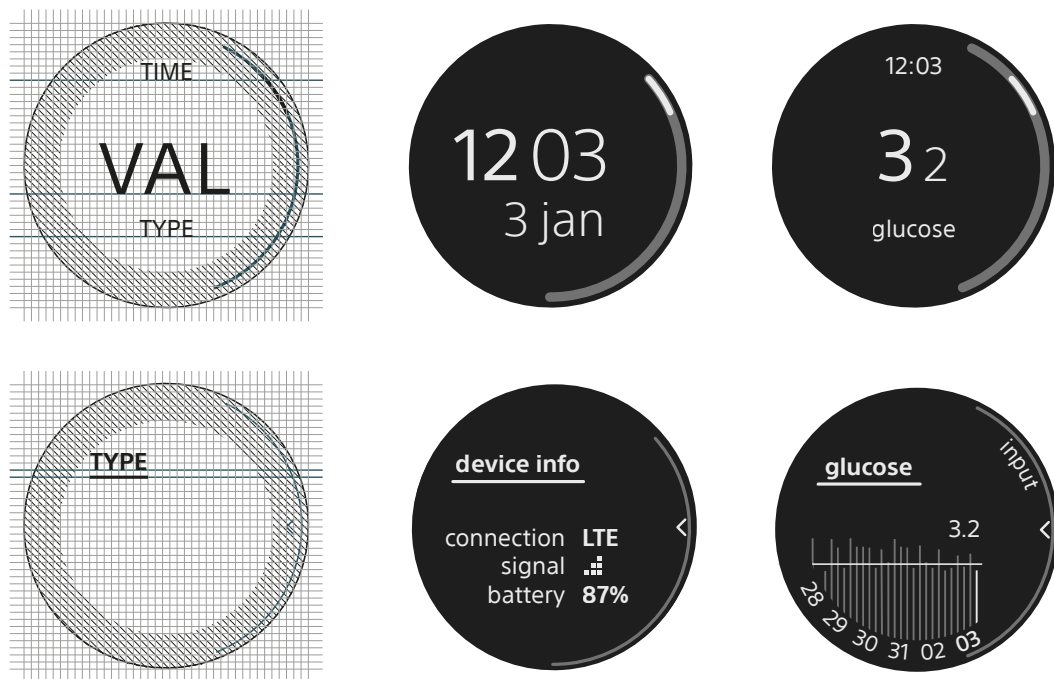 TIME
VAL
TYPE
12 03
3 jan
12:03
3 2
glucose
TYPE
device info
connection LTE
signal
battery 87%
glucose
input
3.2
28 29 30 31 02 03